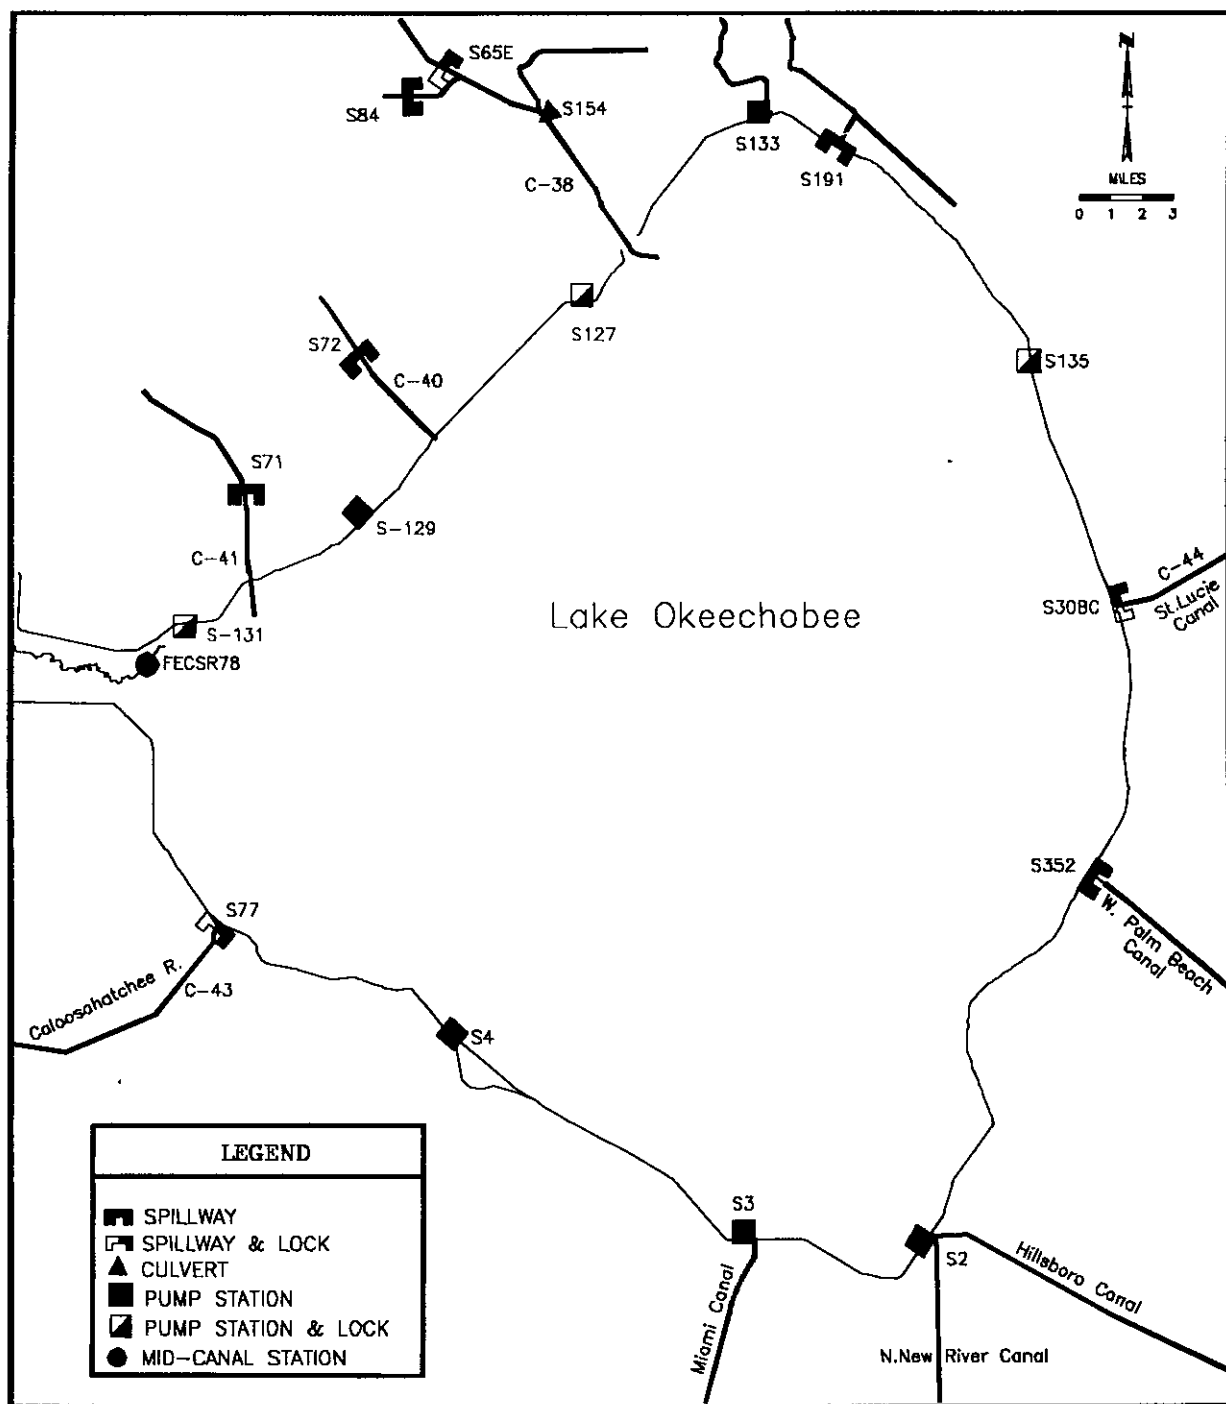 S65E
S84
S154
S133
S191
N
MILES
0 1 2 3
C-38
S127
S72
C-40
S135
S71
S-129
C-41
C-44
St.Lucie
Canal
S308C
Lake Okeechobee
S-131
FECSR78
S352
W. Palm Beach
Canal
S77
Caloosahatchee R.
C-43
S4
LEGEND
SPILLWAY
SPILLWAY & LOCK
CULVERT
PUMP STATION
PUMP STATION & LOCK
MID-CANAL STATION
S3
S2
Miami Canal
Hillsboro Canal
N.New River Canal